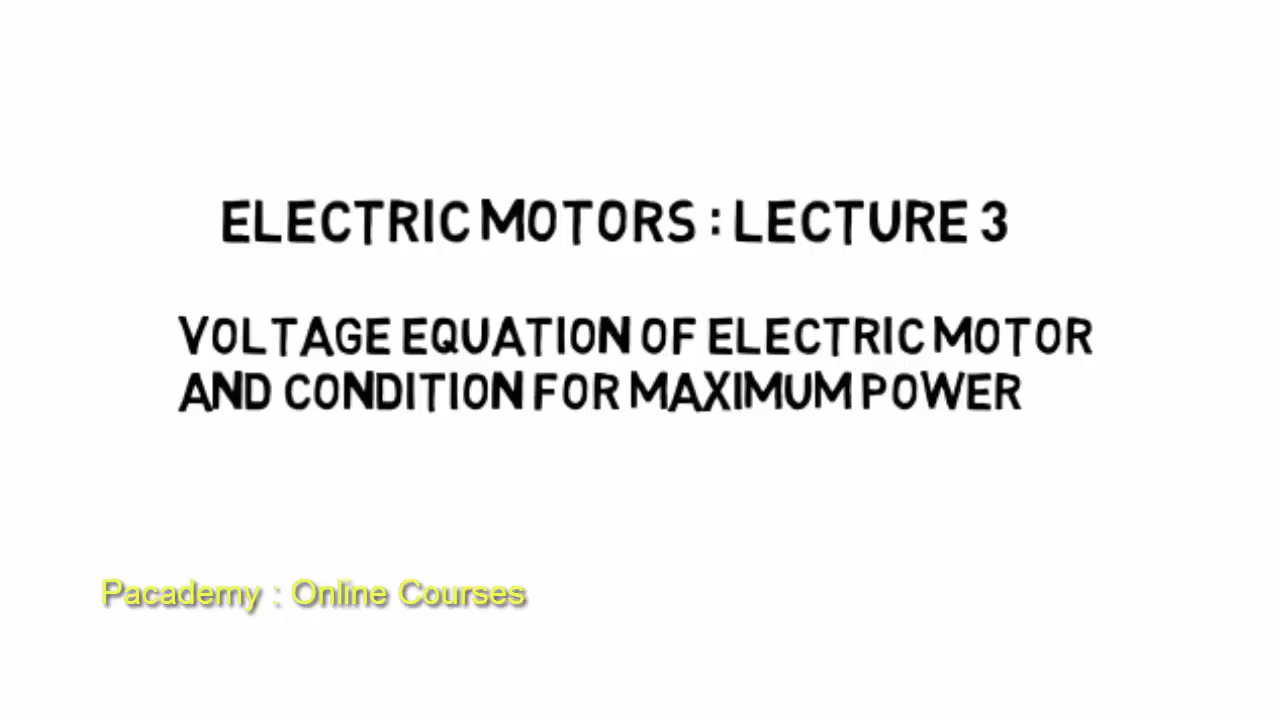 ELECTRIC MOTORS : LECTURE 3
VOLTAGE EQUATION OF ELECTRIC MOTOR
AND CONDITION FOR MAXIMUM POWER
Pacademy : Online Courses